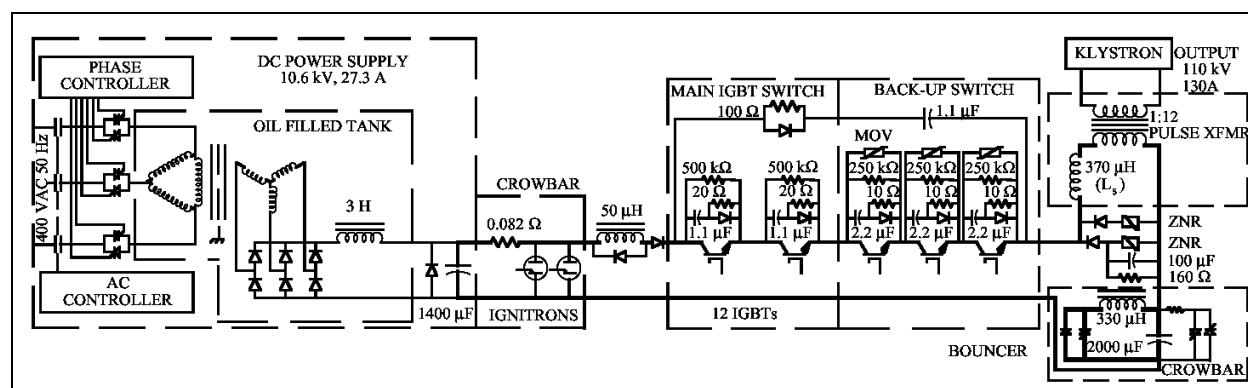 PHASE
CONTROLLER
DC POWER SUPPLY
10.6 kV, 27.3 A
400 VAC 50 Hz
OIL FILLED TANK
3 H
AC
CONTROLLER
1400 µF
CROWBAR
0.082 Ω
IGNITRONS
50 µH
MAIN IGBT SWITCH
100 Ω
500 kΩ
20 Ω
1.1 µF
500 kΩ
20 Ω
1.1 µF
12 IGBTs
BACK-UP SWITCH
1.1 µF
MOV
250 kΩ
10 Ω
2.2 µF
250 kΩ
10 Ω
2.2 µF
250 kΩ
10 Ω
2.2 µF
KLYSTRON
OUTPUT
110 kV
130A
1:12
PULSE XFMR
370 µH
(Ls)
ZNR
ZNR
100 µF
160 Ω
330 µH
2000 µF
BOUNCER
CROWBAR